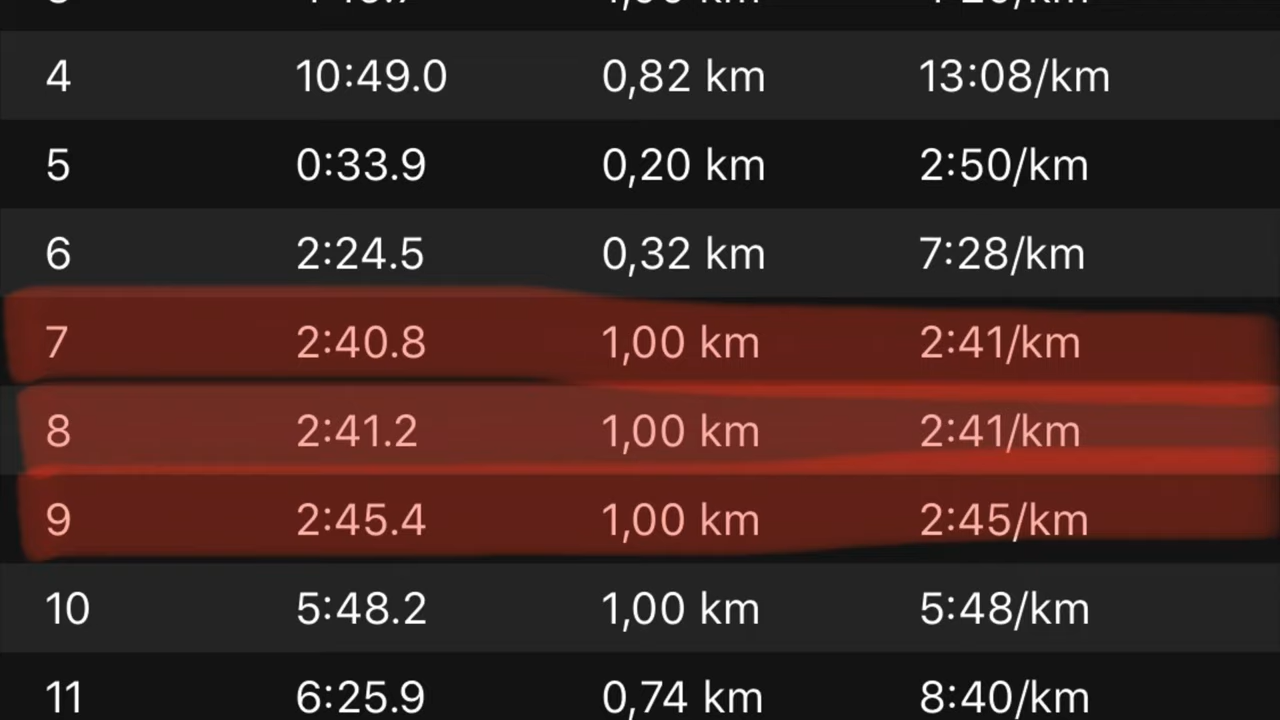 4 10:49.0 0,82 km 13:08/km
5 0:33.9 0,20 km 2:50/km
6 2:24.5 0,32 km 7:28/km
7 2:40.8 1,00 km 2:41/km
8 2:41.2 1,00 km 2:41/km
9 2:45.4 1,00 km 2:45/km
10 5:48.2 1,00 km 5:48/km
11 6:25.9 0,74 km 8:40/km